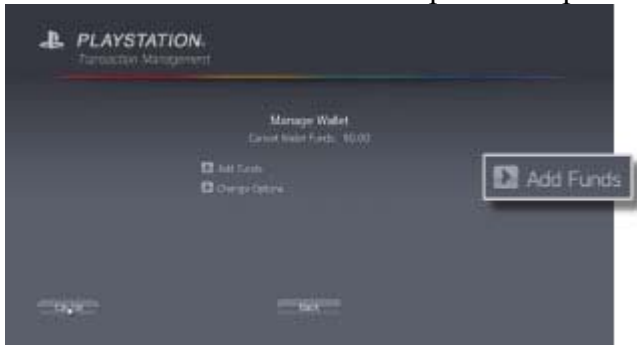 PLAYSTATION.
Transaction Management
Manage Wallet
Current Wallet Funds: $0.00
Add Funds
Change Options
Add Funds
Back